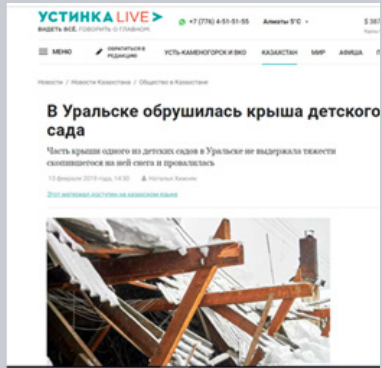 УСТИНКА LIVE >
ВИДЕТЬ ВСЁ. ГОВОРИТЬ О ГЛАВНОМ.
+7 (776) 4-51-51-55 Алматы 5°C
$ 387
МЕНЮ ОБРАТИТЬСЯ В РЕДАКЦИЮ УСТЬ-КАМЕНОГОРСК И ВКО КАЗАХСТАН МИР АФИША
Новости / Новости Казахстана / Общество в Казахстане
В Уральске обрушилась крыша детского
сада
Часть крыши одного из детских садов в Уральске не выдержала тяжести
скопившегося на ней снега и провалилась
13 февраля 2019 года, 14:30 Наталья Хижняк
Этот материал доступен на казахском языке